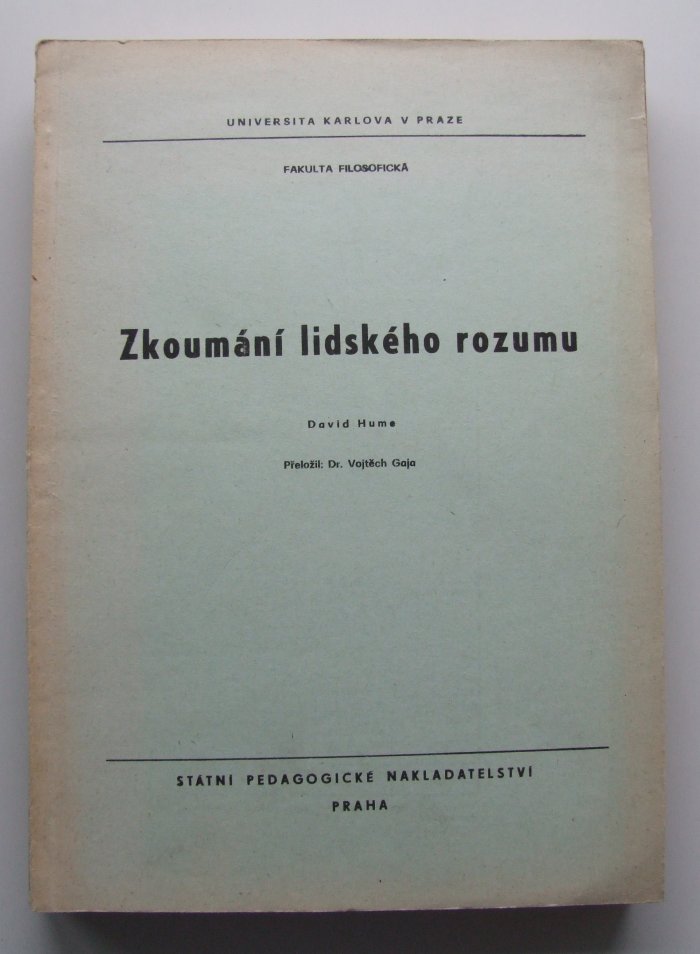 UNIVERSITA KARLOVA V PRAZE
FAKULTA FILOSOFICKÁ
Zkoumání lidského rozumu
David Hume
Přeložil: Dr. Vojtěch Gaja
STÁTNÍ PEDAGOGICKÉ NAKLADATELSTVÍ
PRAHA